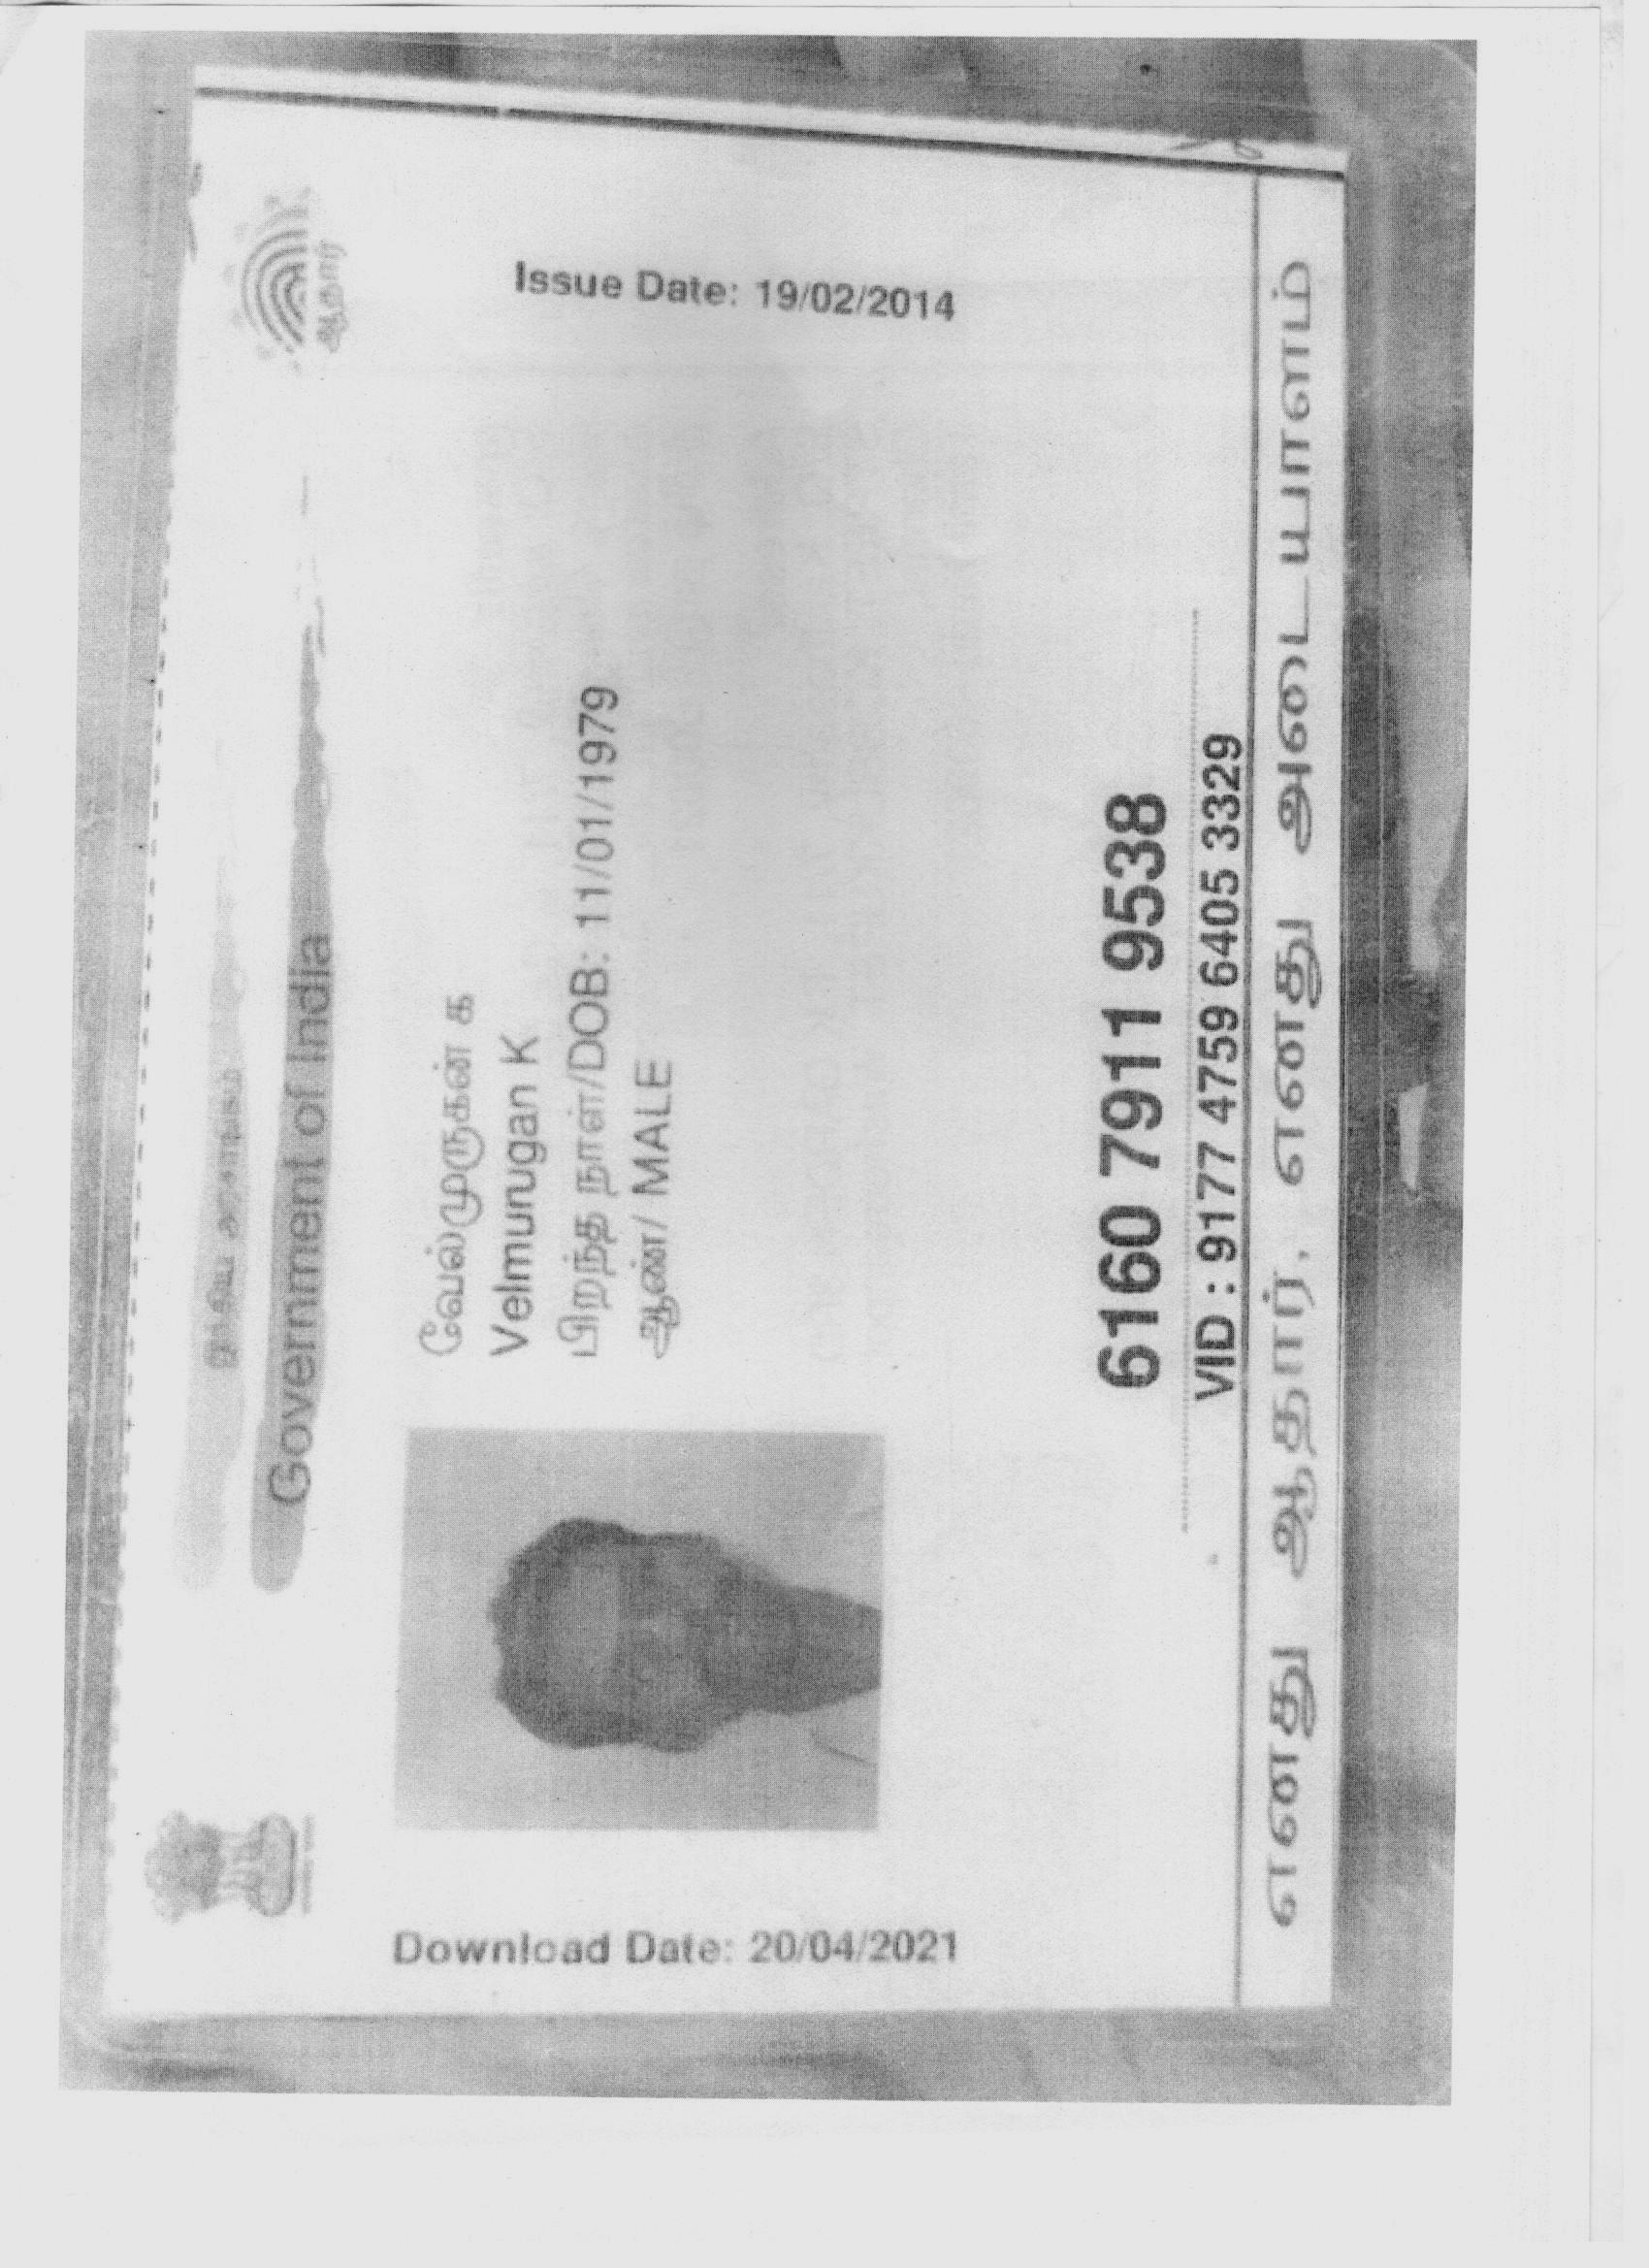 இந்திய அரசாங்கம்
Government of India
ஆதார்
Download Date: 20/04/2021
Issue Date: 19/02/2014
வேல்முருகன் க
Velmurugan K
பிறந்த நாள்/DOB: 11/01/1979
ஆண்/ MALE
6160 7911 9538
VID : 9177 4759 6405 3329
எனது ஆதார், எனது அடையாளம்